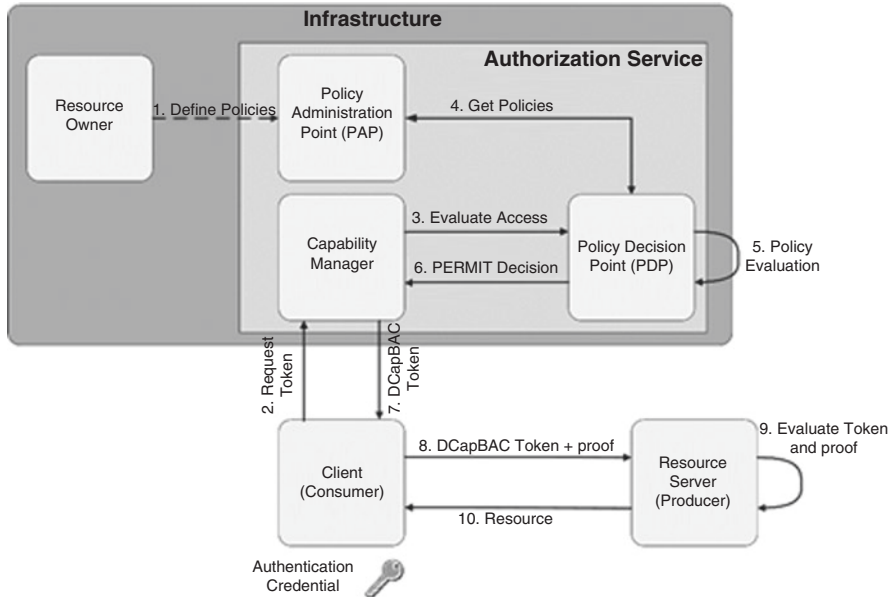 Infrastructure
Authorization Service
Resource
Owner
1. Define Policies
Policy
Administration
Point (PAP)
4. Get Policies
Capability
Manager
3. Evaluate Access
6. PERMIT Decision
Policy Decision
Point (PDP)
5. Policy
Evaluation
2. Request
Token
7. DCapBAC
Token
Client
(Consumer)
8. DCapBAC Token + proof
10. Resource
Resource
Server
(Producer)
9. Evaluate Token
and proof
Authentication
Credential